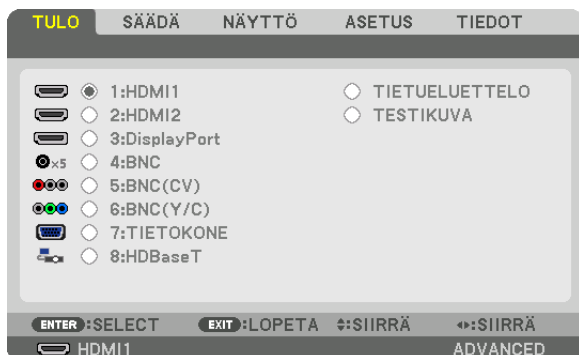 TULO SÄÄDÄ NÄYTTÖ ASETUS TIEDOT
1:HDMI1 TIETUELUETTELO
2:HDMI2 TESTIKUVA
3:DisplayPort
×5 4:BNC
5:BNC(CV)
6:BNC(Y/C)
7:TIETOKONE
8:HDBaseT
ENTER:SELECT EXIT:LOPETA :SIIRRÄ :SIIRRÄ
HDMI1 ADVANCED